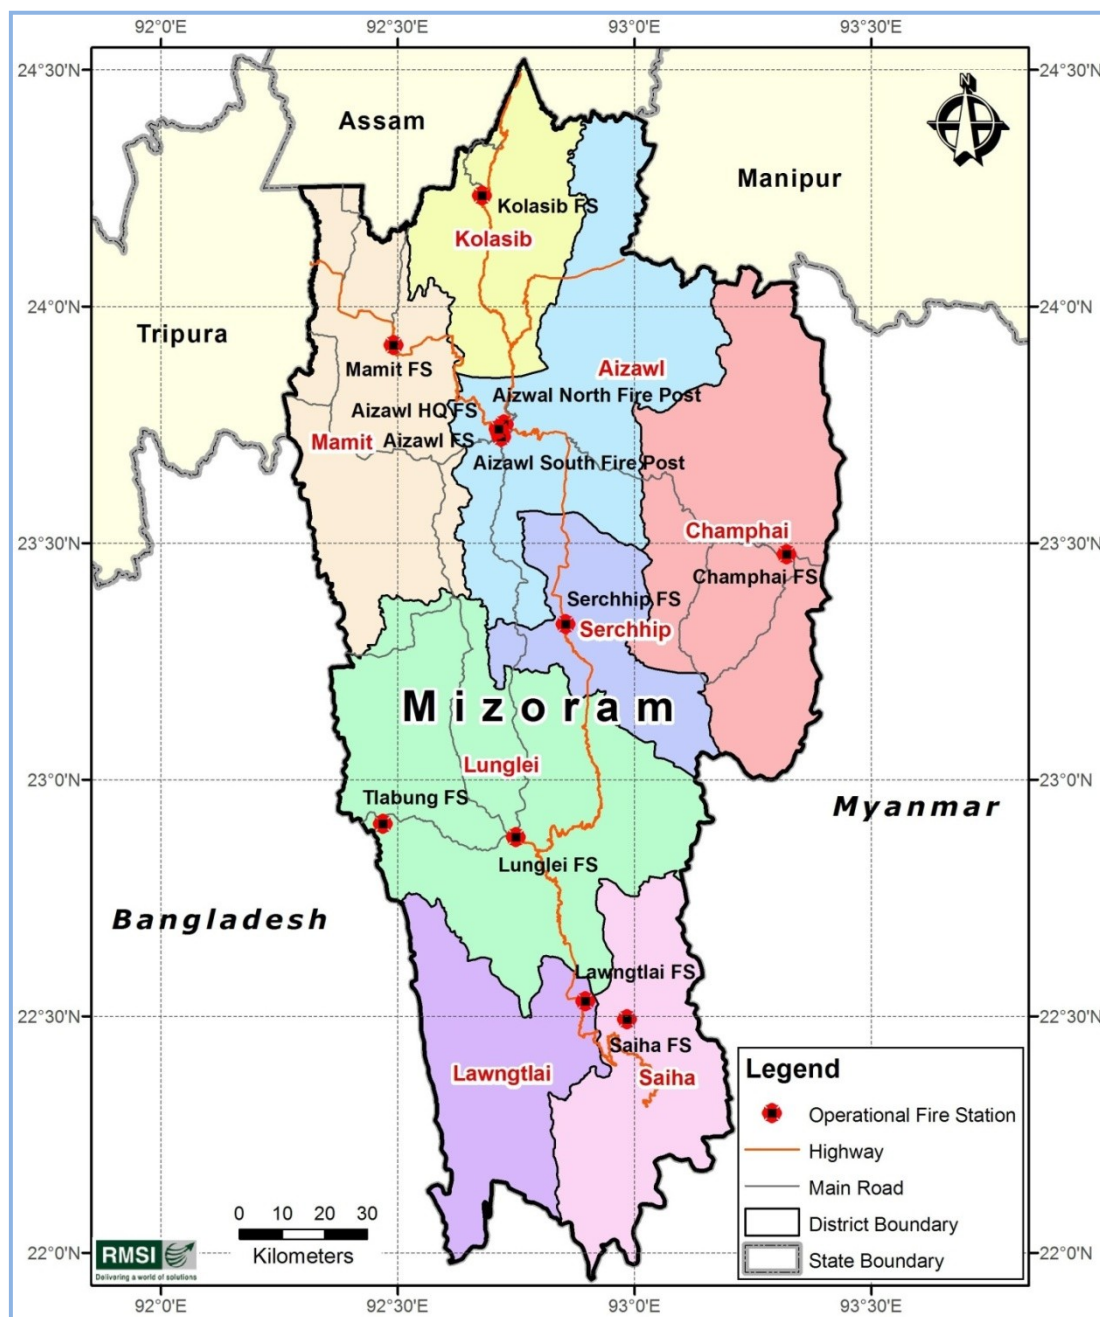 92°0'E 92°30'E 93°0'E 93°30'E
24°30'N 24°30'N
N
Assam
Manipur
Kolasib FS
Kolasib
24°0'N 24°0'N
Tripura
Mamit FS
Aizawl
Aizwal North Fire Post
Aizawl HQ FS
Mamit
Aizawl FS
Aizawl South Fire Post
Champhai
23°30'N 23°30'N
Champhai FS
Serchhip FS
Serchhip
Mizoram
Lunglei
23°0'N 23°0'N
Tlabung FS
Myanmar
Lunglei FS
Bangladesh
Lawngtlai FS
22°30'N 22°30'N
Saiha FS
Lawngtlai
Saiha
Legend
Operational Fire Station
Highway
Main Road
District Boundary
State Boundary
0 10 20 30
Kilometers
RMSI
Delivering a world of solutions
22°0'N 22°0'N
92°0'E 92°30'E 93°0'E 93°30'E